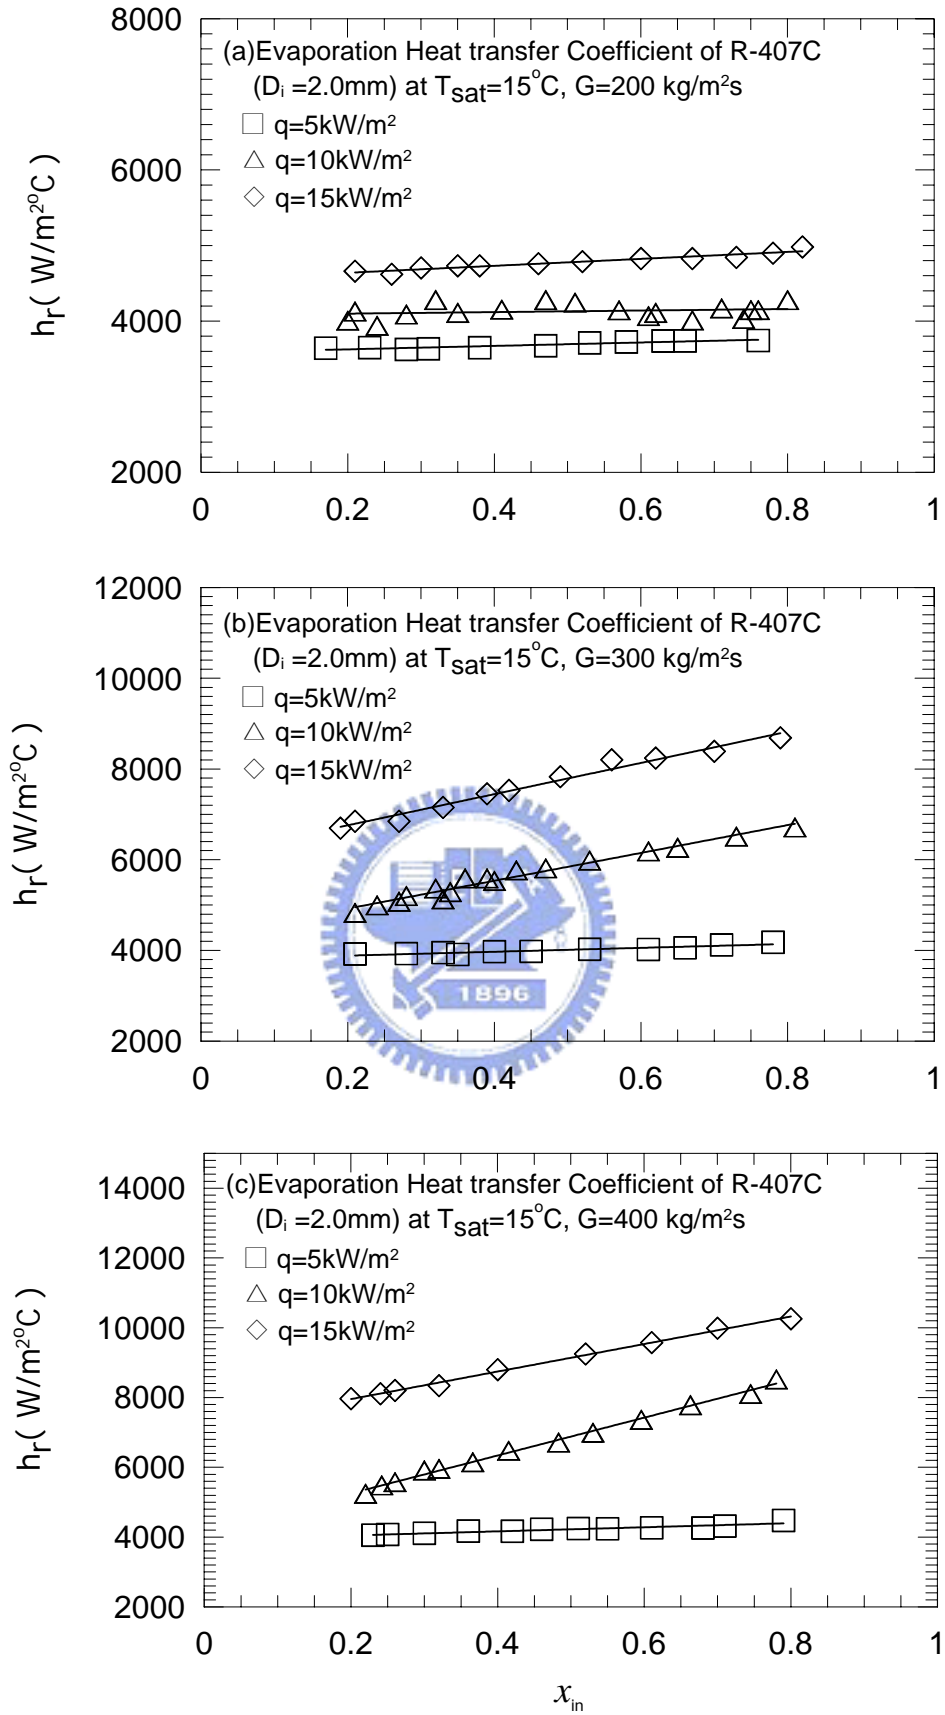 8000
(a)Evaporation Heat transfer Coefficient of R-407C
(Di =2.0mm) at Tsat=15°C, G=200 kg/m²s
q=5kW/m²
q=10kW/m²
q=15kW/m²
6000
4000
2000
hr( W/m²°C )
0 0.2 0.4 0.6 0.8 1
12000
(b)Evaporation Heat transfer Coefficient of R-407C
(Di =2.0mm) at Tsat=15°C, G=300 kg/m²s
q=5kW/m²
q=10kW/m²
q=15kW/m²
10000
8000
6000
4000
2000
hr( W/m²°C )
1896
0 0.2 0.4 0.6 0.8 1
14000
(c)Evaporation Heat transfer Coefficient of R-407C
(Di =2.0mm) at Tsat=15°C, G=400 kg/m²s
q=5kW/m²
q=10kW/m²
q=15kW/m²
12000
10000
8000
6000
4000
2000
hr( W/m²°C )
0 0.2 0.4 0.6 0.8 1
xin